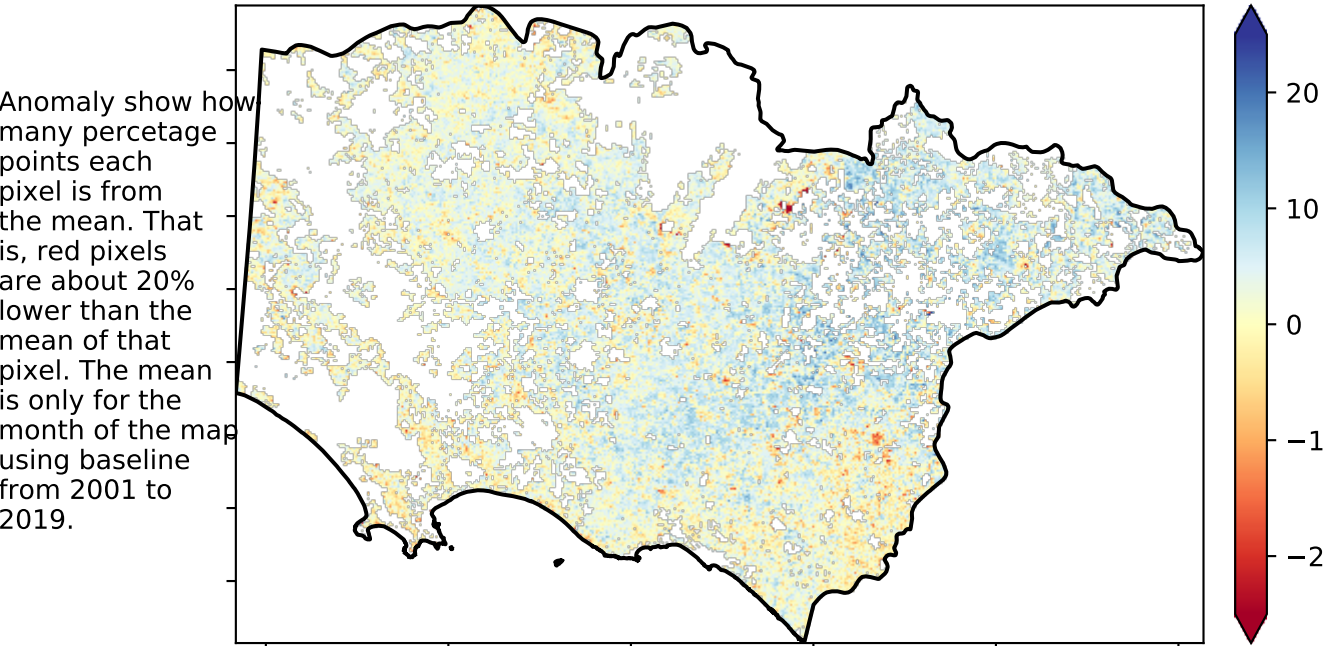 Anomaly show how
many percetage
points each
pixel is from
the mean. That
is, red pixels
are about 20%
lower than the
mean of that
pixel. The mean
is only for the
month of the map
using baseline
from 2001 to
2019.
20
10
0
−1
−2